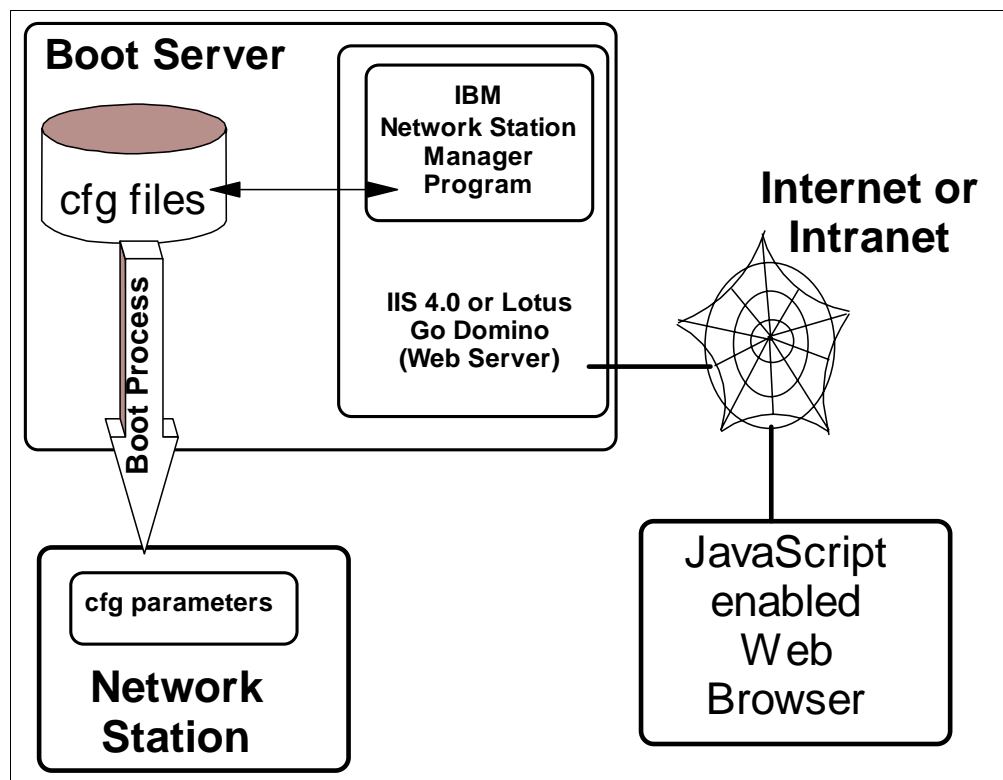 Boot Server
IBM
Network Station
Manager
Program
cfg files
Internet or
Intranet
IIS 4.0 or Lotus
Go Domino
(Web Server)
Boot Process
cfg parameters
Network
Station
JavaScript
enabled
Web
Browser